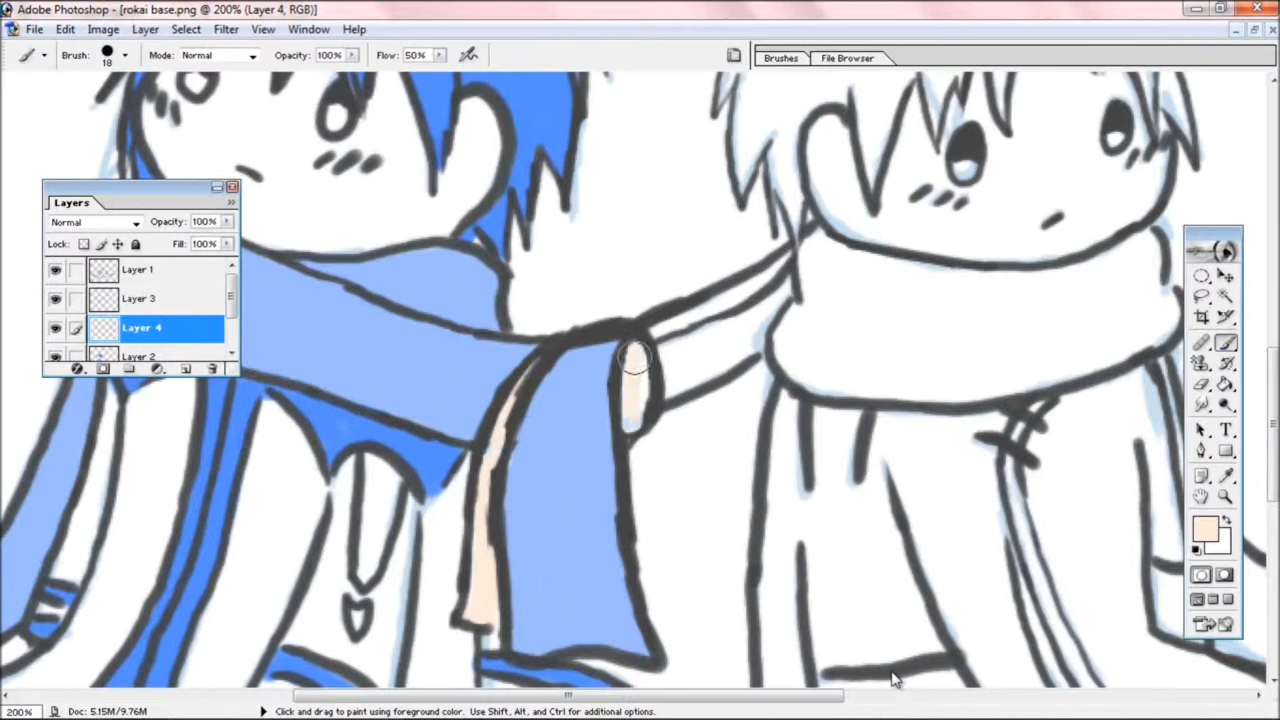 Adobe Photoshop - [rokai base.png @ 200% (Layer 4, RGB)]
File Edit Image Layer Select Filter View Window Help
Brush: 18 Mode: Normal Opacity: 100% Flow: 50% Brushes File Browser
Layers
Normal Opacity: 100%
Lock: Fill: 100%
Layer 1
Layer 3
Layer 4
Layer 2
T
200% Doc: 5.15M/9.76M Click and drag to paint using foreground color. Use Shift, Alt, and Ctrl for additional options.